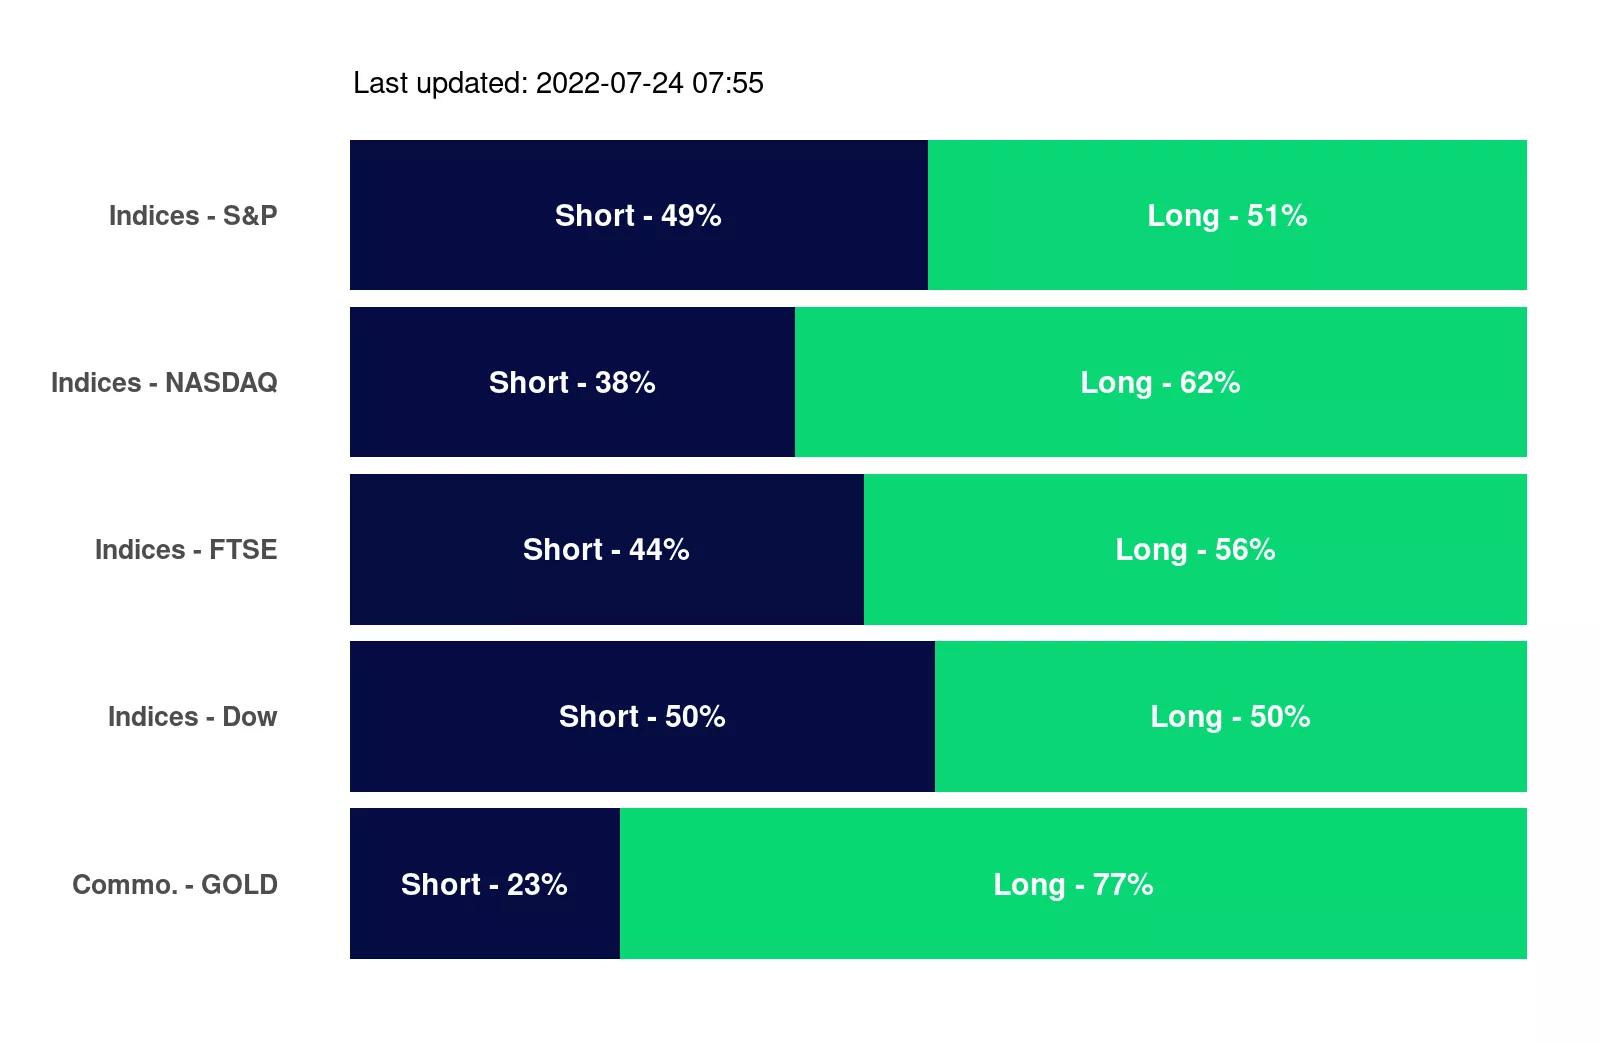 Last updated: 2022-07-24 07:55
Indices - S&P Short - 49% Long - 51%
Indices - NASDAQ Short - 38% Long - 62%
Indices - FTSE Short - 44% Long - 56%
Indices - Dow Short - 50% Long - 50%
Commo. - GOLD Short - 23% Long - 77%